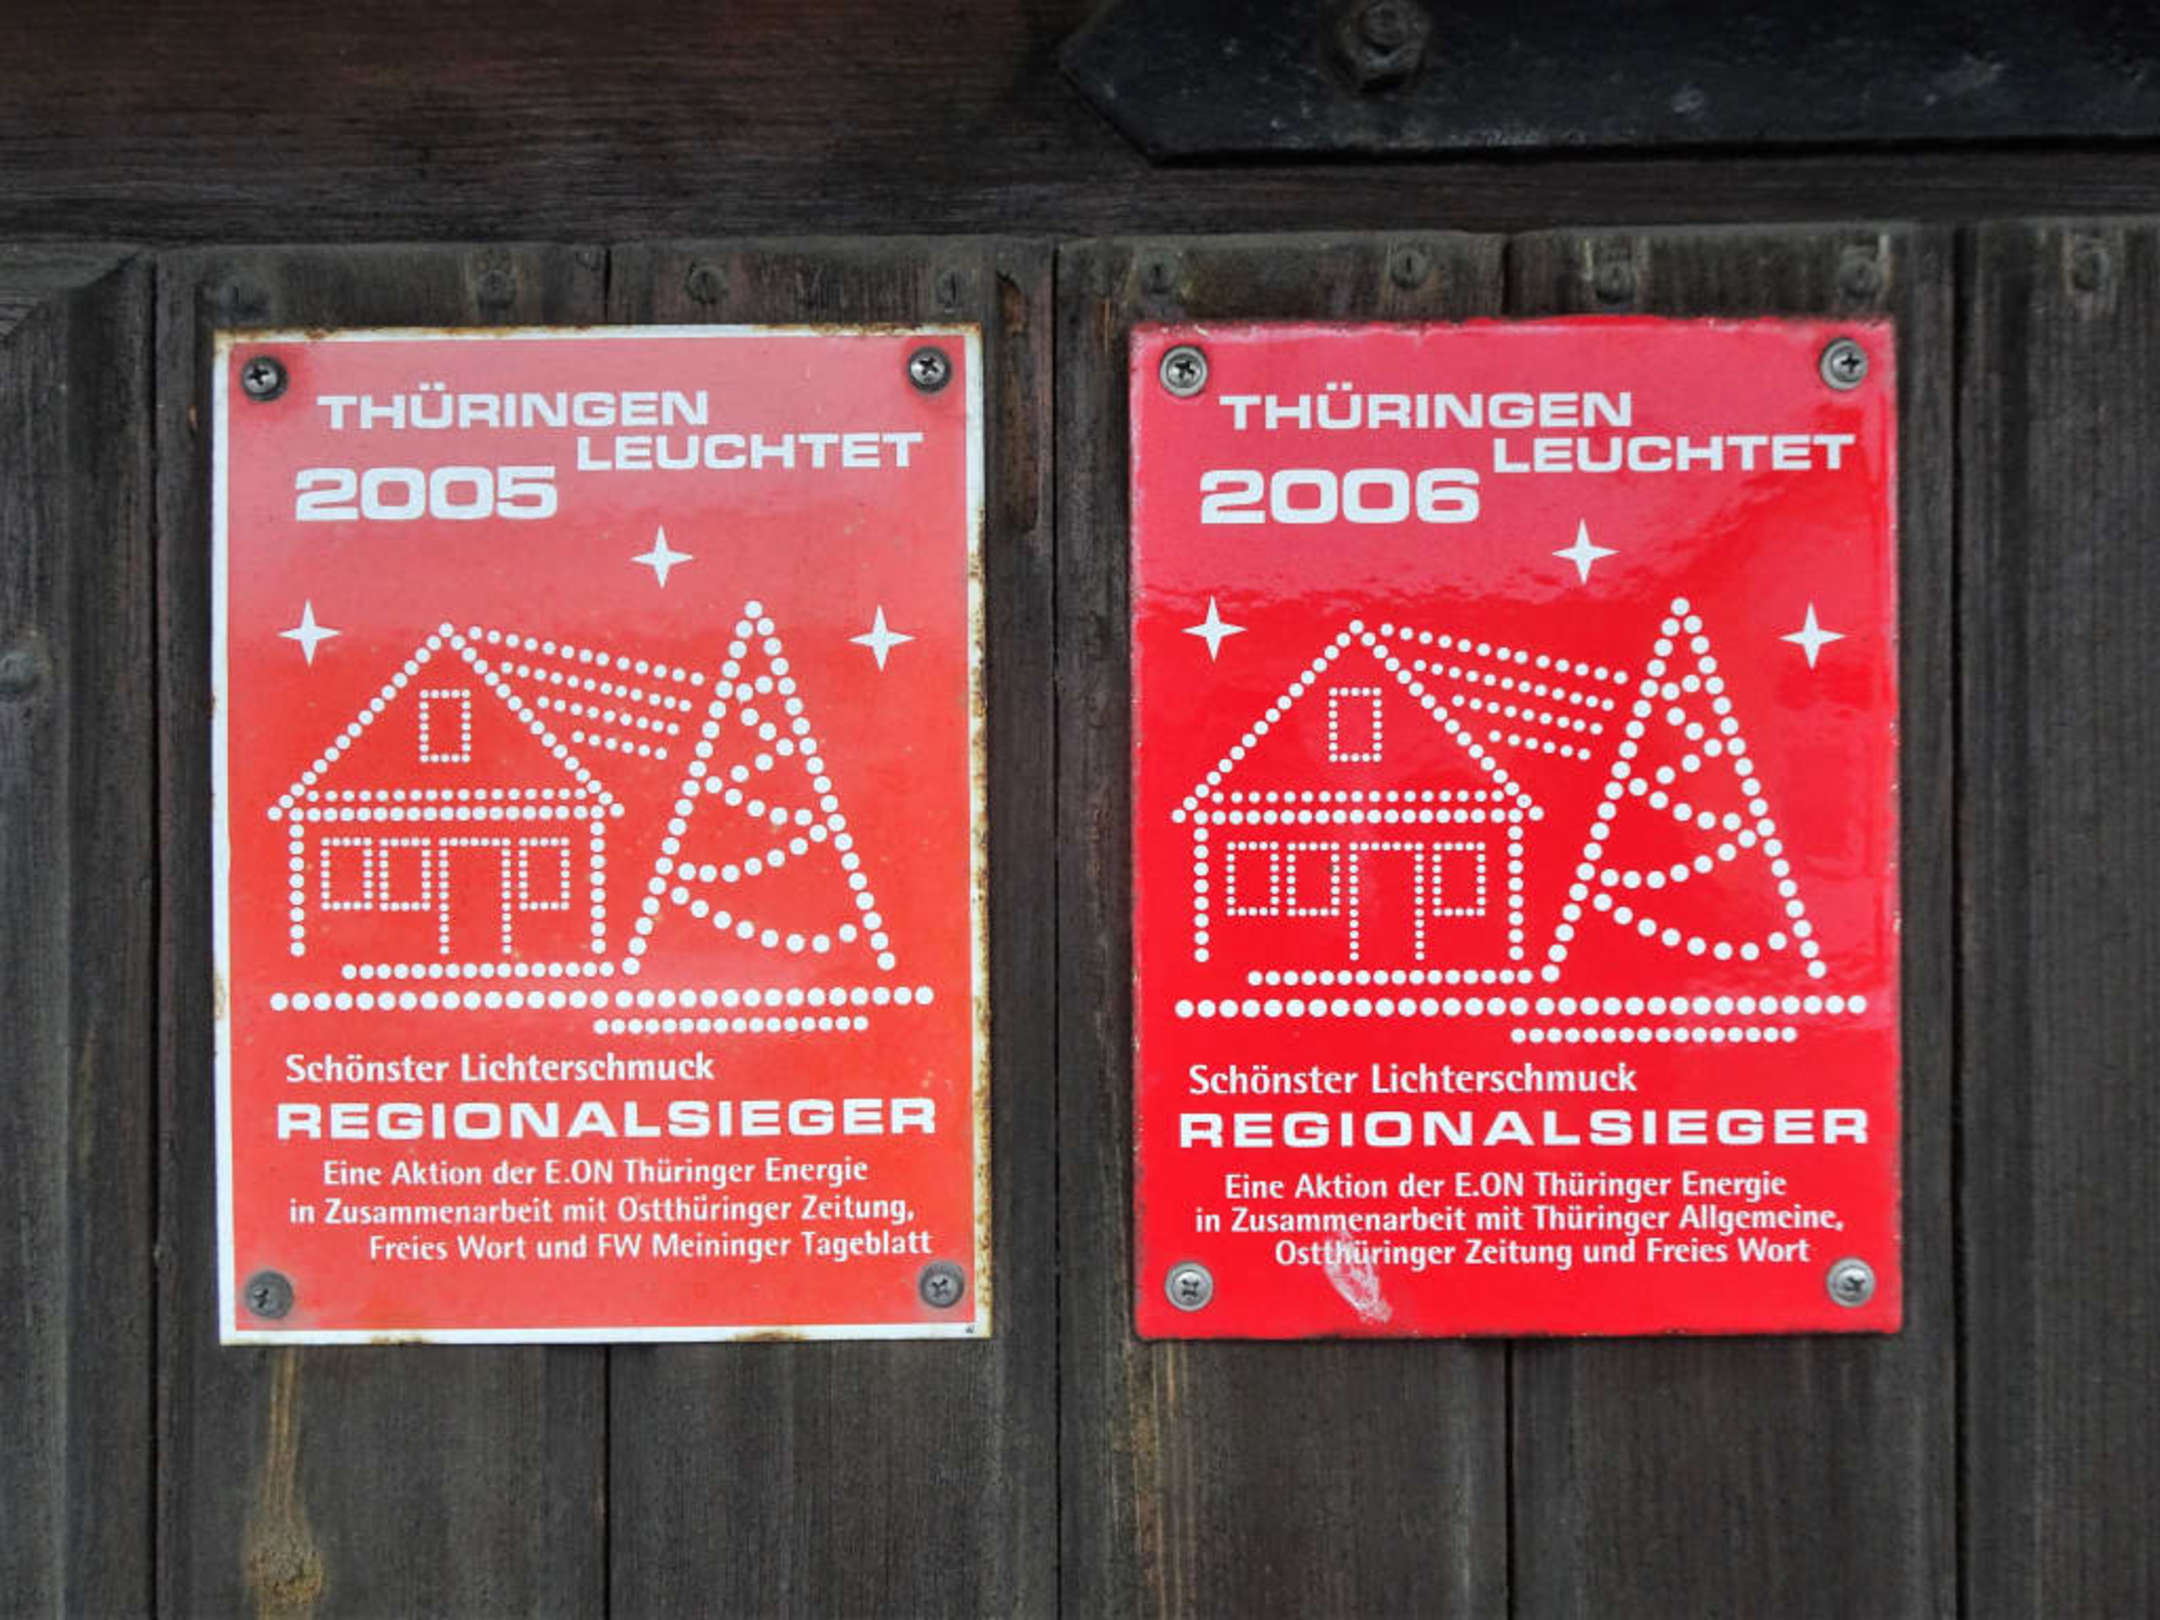 THÜRINGEN
LEUCHTET
2005
Schönster Lichterschmuck
REGIONALSIEGER
Eine Aktion der E.ON Thüringer Energie
in Zusammenarbeit mit Ostthüringer Zeitung,
Freies Wort und FW Meininger Tageblatt
THÜRINGEN
LEUCHTET
2006
Schönster Lichterschmuck
REGIONALSIEGER
Eine Aktion der E.ON Thüringer Energie
in Zusammenarbeit mit Thüringer Allgemeine,
Ostthüringer Zeitung und Freies Wort